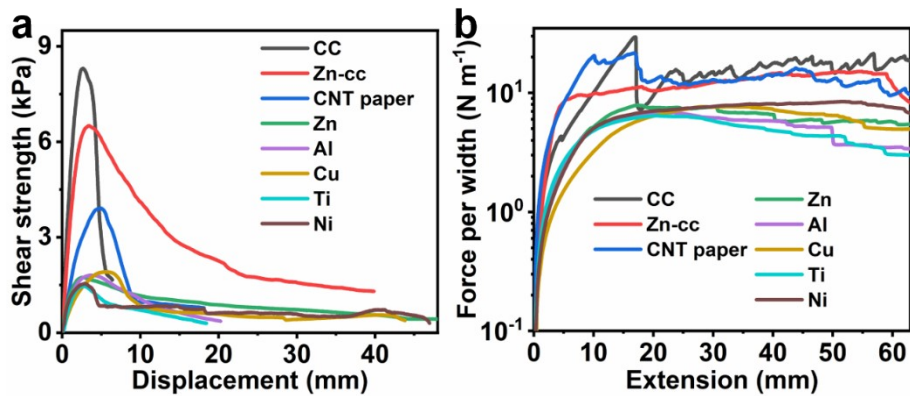 a
Shear strength (kPa)
9
6
3
0
CC
Zn-cc
CNT paper
Zn
Al
Cu
Ti
Ni
0 10 20 30 40
Displacement (mm)
b
Force per width (N m⁻¹)
10¹
10⁰
10⁻¹
CC
Zn-cc
CNT paper
Zn
Al
Cu
Ti
Ni
0 10 20 30 40 50 60
Extension (mm)